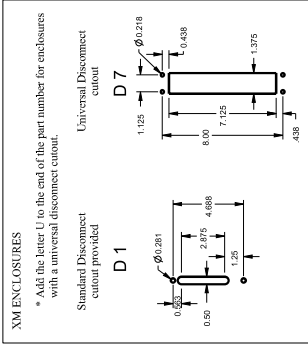 XM ENCLOSURES
* Add the letter U to the end of the part number for enclosures
with a universal disconnect cutout.
Standard Disconnect
cutout provided
D 1
Ø0.281
0.563
0.50
2.875
4.688
1.25
Universal Disconnect
cutout
D 7
Ø0.218
0.438
1.125
1.375
7.125
8.00
.438